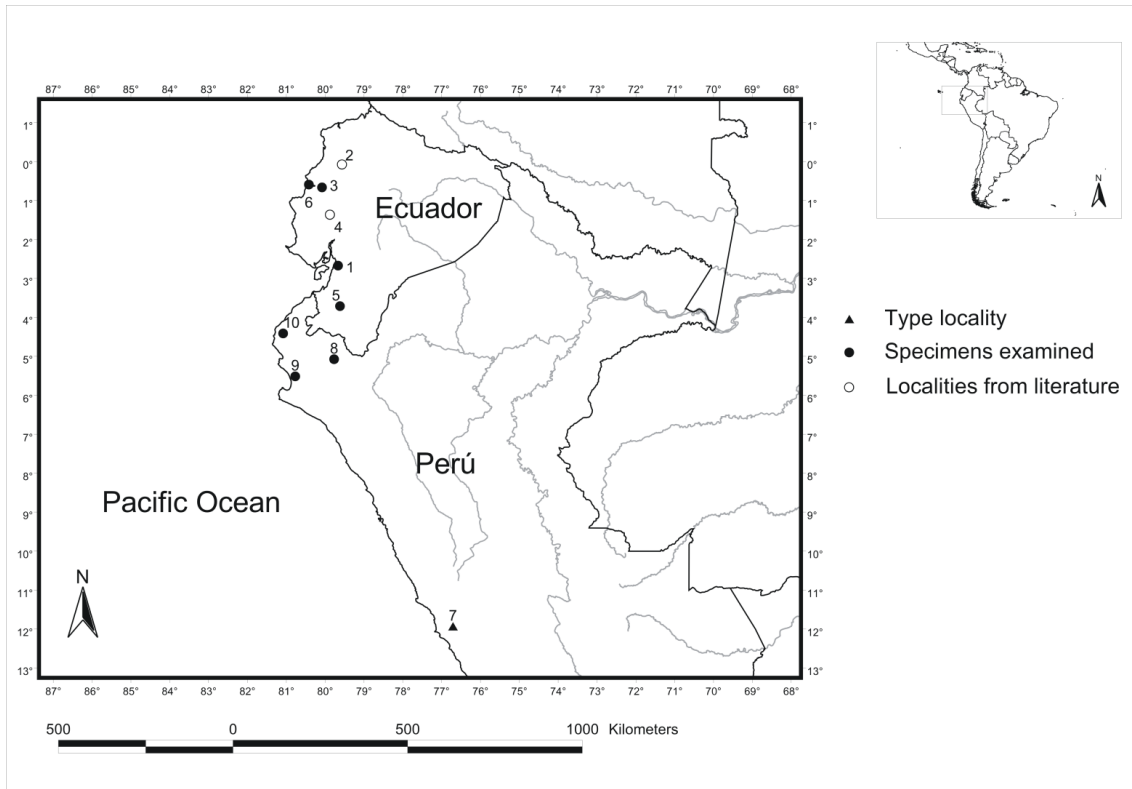 87° 86° 85° 84° 83° 82° 81° 80° 79° 78° 77° 76° 75° 74° 73° 72° 71° 70° 69° 68°
1° 1°
0° 0°
1° 1°
2° 2°
3° 3°
4° 4°
5° 5°
6° 6°
7° 7°
8° 8°
9° 9°
10° 10°
11° 11°
12° 12°
13° 13°
87° 86° 85° 84° 83° 82° 81° 80° 79° 78° 77° 76° 75° 74° 73° 72° 71° 70° 69° 68°
2
3
6
4
1
5
10
8
9
7
Ecuador
Perú
Pacific Ocean
N
500 0 500 1000 Kilometers
N
Type locality
Specimens examined
Localities from literature